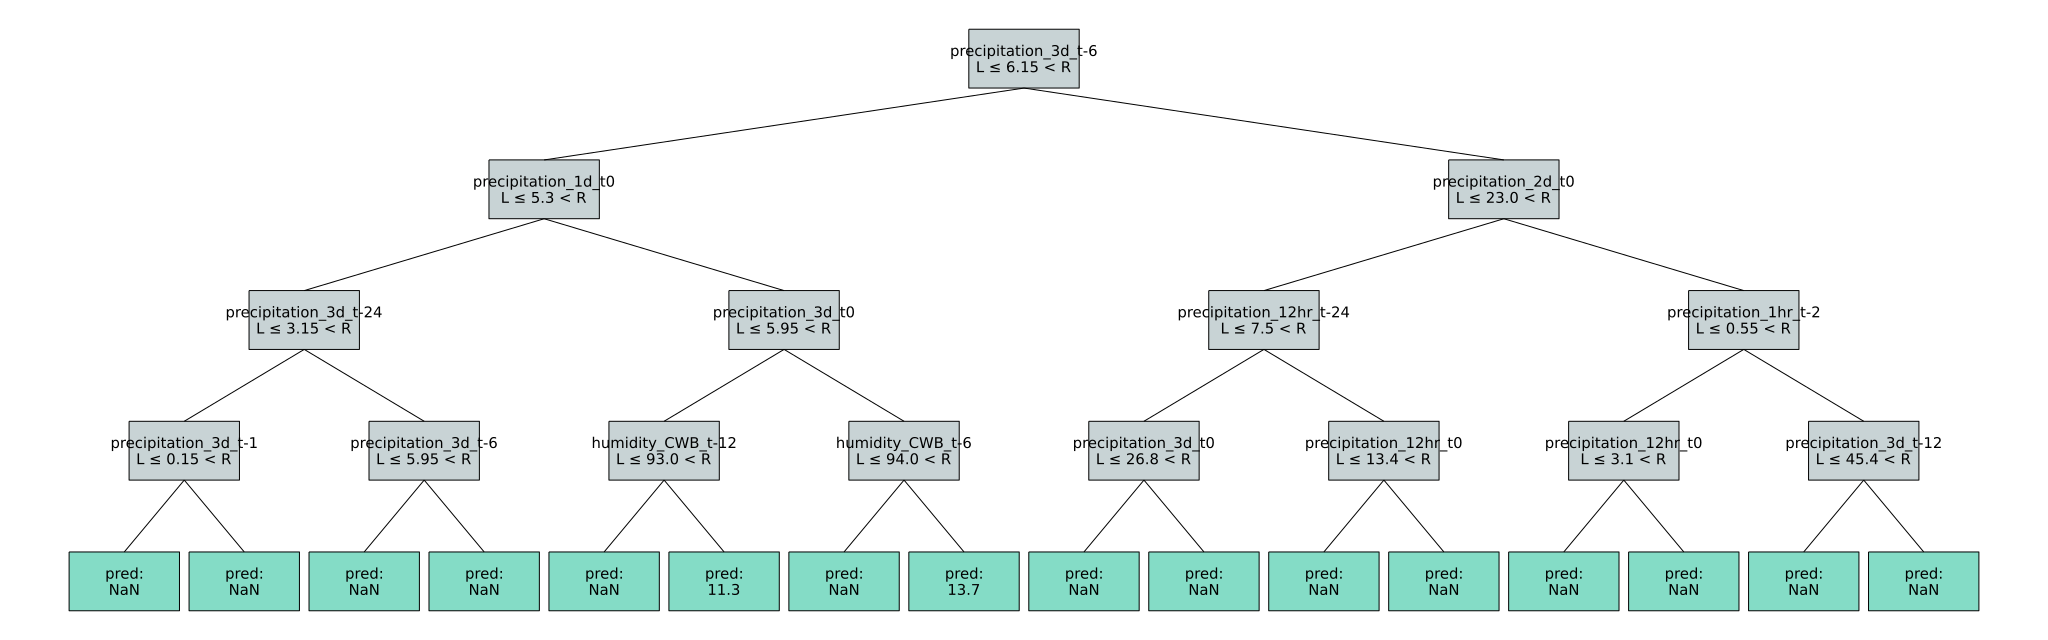 precipitation_3d_t-6
L ≤ 6.15 < R
precipitation_1d_t0
L ≤ 5.3 < R
precipitation_2d_t0
L ≤ 23.0 < R
precipitation_3d_t-24
L ≤ 3.15 < R
precipitation_3d_t0
L ≤ 5.95 < R
precipitation_12hr_t-24
L ≤ 7.5 < R
precipitation_1hr_t-2
L ≤ 0.55 < R
precipitation_3d_t-1
L ≤ 0.15 < R
precipitation_3d_t-6
L ≤ 5.95 < R
humidity_CWB_t-12
L ≤ 93.0 < R
humidity_CWB_t-6
L ≤ 94.0 < R
precipitation_3d_t0
L ≤ 26.8 < R
precipitation_12hr_t0
L ≤ 13.4 < R
precipitation_12hr_t0
L ≤ 3.1 < R
precipitation_3d_t-12
L ≤ 45.4 < R
pred:
NaN
pred:
NaN
pred:
NaN
pred:
NaN
pred:
NaN
pred:
11.3
pred:
NaN
pred:
13.7
pred:
NaN
pred:
NaN
pred:
NaN
pred:
NaN
pred:
NaN
pred:
NaN
pred:
NaN
pred:
NaN